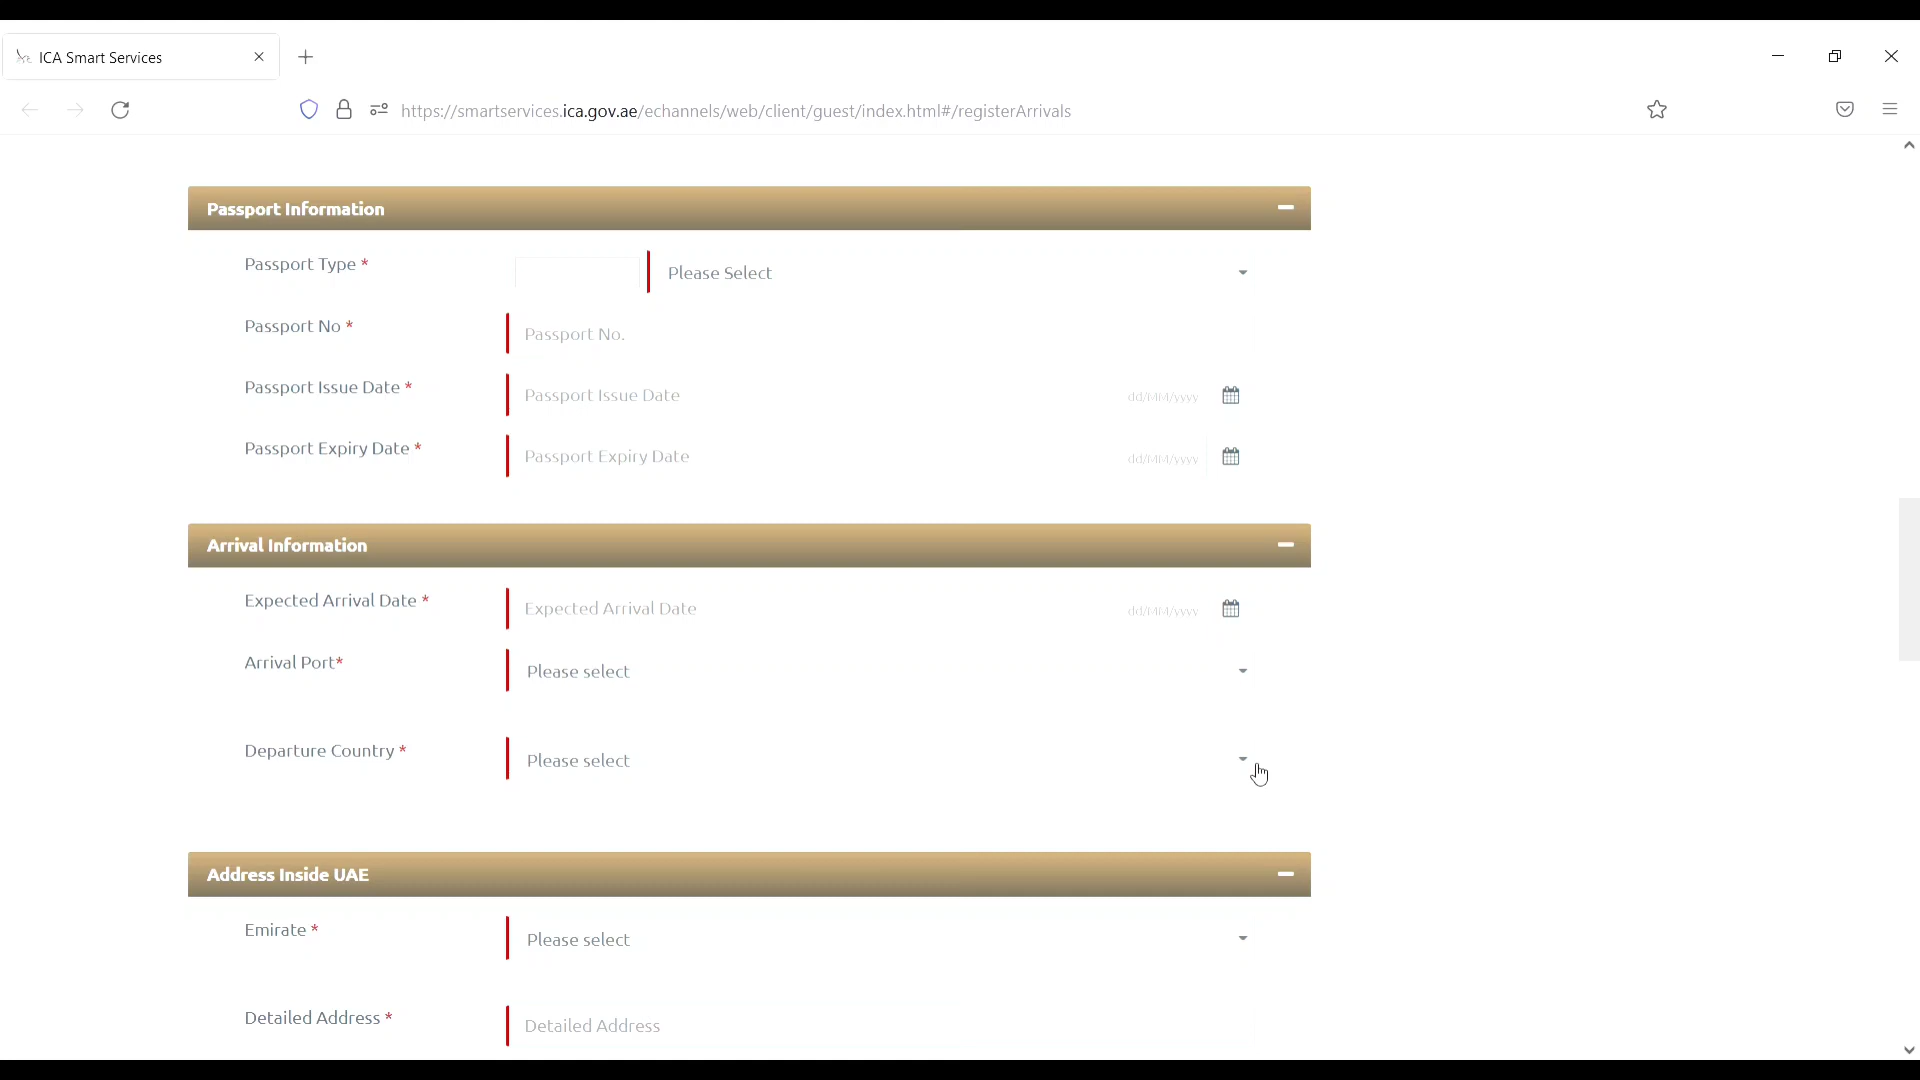 ICA Smart Services
https://smartservices.ica.gov.ae/echannels/web/client/guest/index.html#/registerArrivals
Passport Information
Passport Type *
Please Select
Passport No *
Passport No.
Passport Issue Date *
Passport Issue Date
dd/MM/yyyy
Passport Expiry Date *
Passport Expiry Date
dd/MM/yyyy
Arrival Information
Expected Arrival Date *
Expected Arrival Date
dd/MM/yyyy
Arrival Port*
Please select
Departure Country *
Please select
Address Inside UAE
Emirate *
Please select
Detailed Address *
Detailed Address